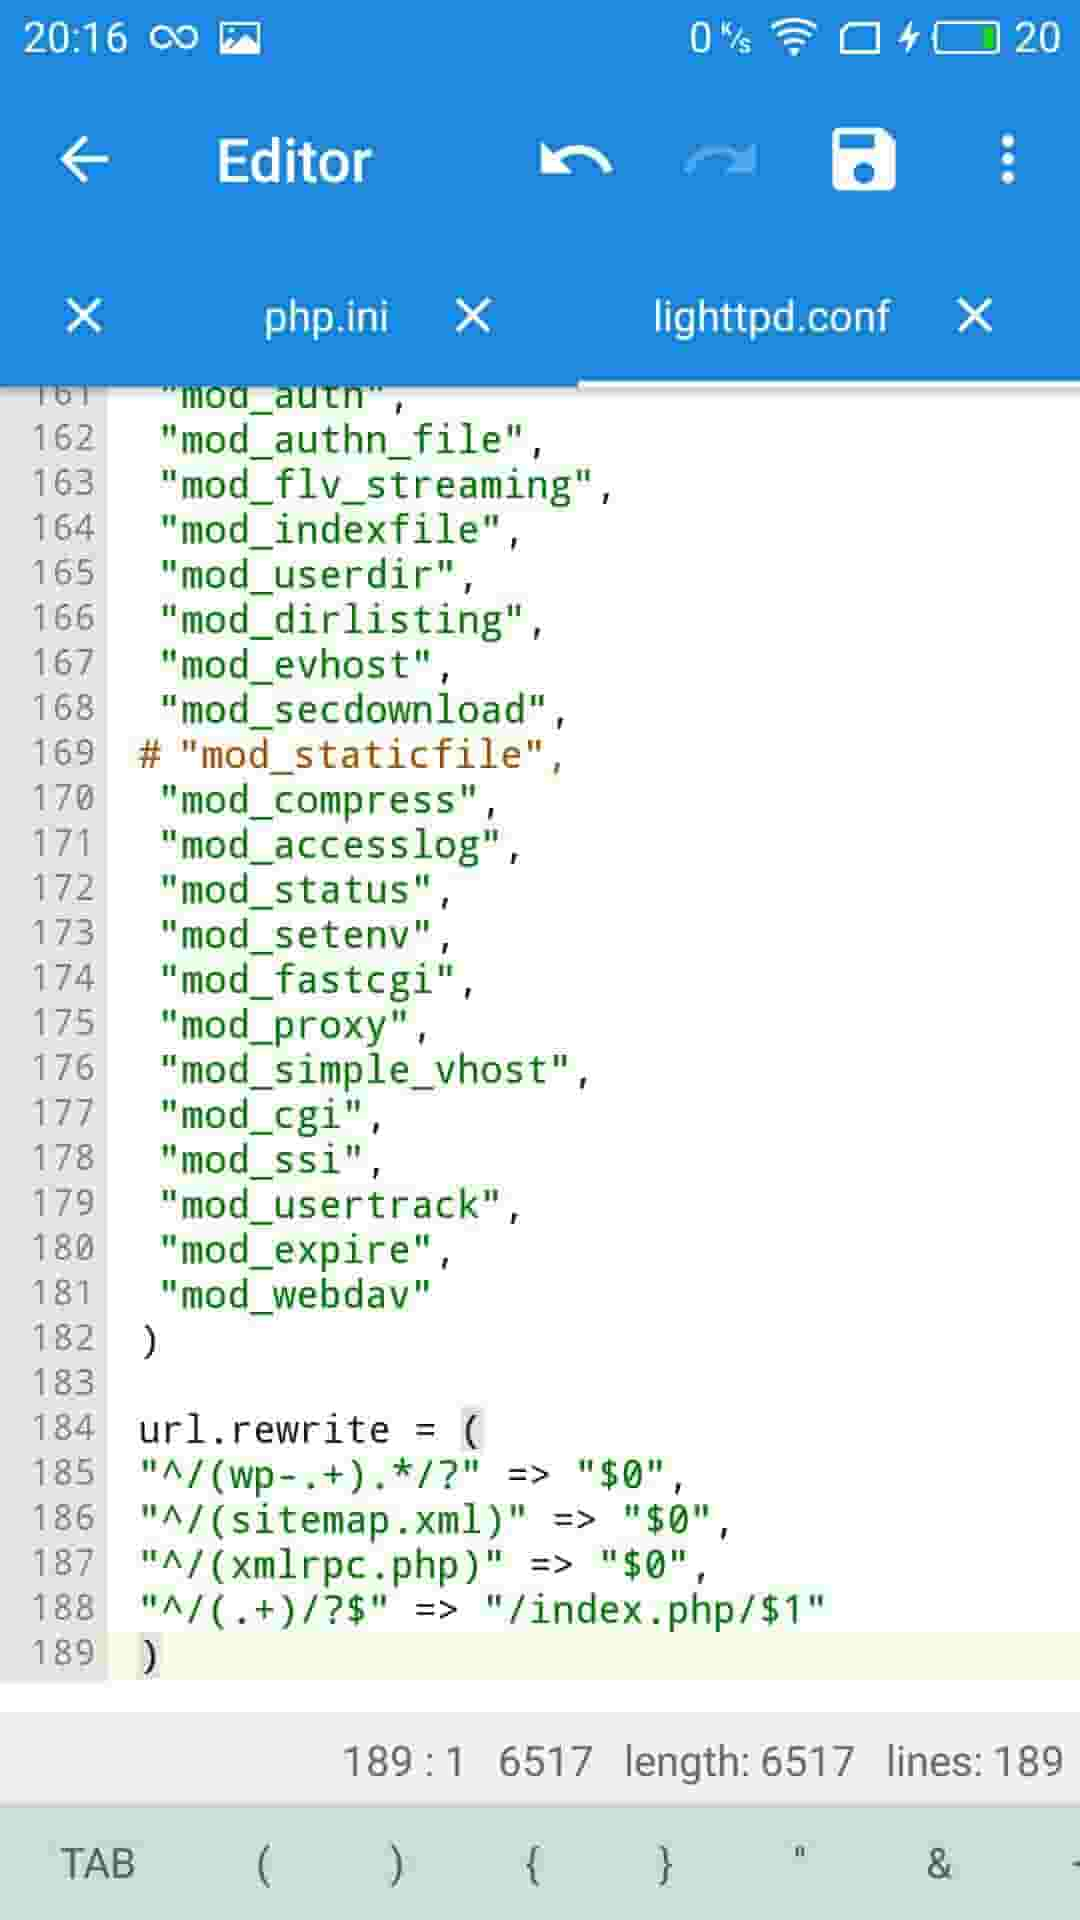 20:16 0 K/s 20
Editor
php.ini lighttpd.conf
161 "mod_auth",
162 "mod_authn_file",
163 "mod_flv_streaming",
164 "mod_indexfile",
165 "mod_userdir",
166 "mod_dirlisting",
167 "mod_evhost",
168 "mod_secdownload",
169 # "mod_staticfile",
170 "mod_compress",
171 "mod_accesslog",
172 "mod_status",
173 "mod_setenv",
174 "mod_fastcgi",
175 "mod_proxy",
176 "mod_simple_vhost",
177 "mod_cgi",
178 "mod_ssi",
179 "mod_usertrack",
180 "mod_expire",
181 "mod_webdav"
182 )
183
184 url.rewrite = (
185 "^/(wp-.+).*/?" => "$0",
186 "^/(sitemap.xml)" => "$0",
187 "^/(xmlrpc.php)" => "$0",
188 "^/(.+)/?$" => "/index.php/$1"
189 )
189 : 1 6517 length: 6517 lines: 189
TAB ( ) { } " &